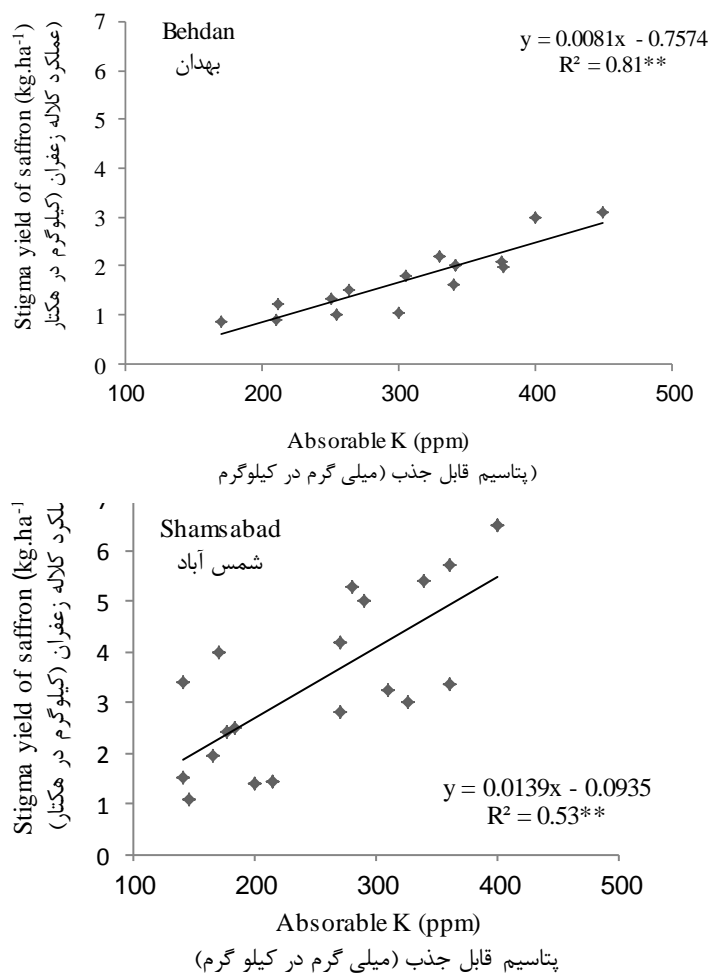 Behdan
بهدان
y = 0.0081x - 0.7574
R² = 0.81**
Stigma yield of saffron (kg.ha⁻¹)
(عملکرد کلاله زعفران (کیلوگرم در هکتار
7
6
5
4
3
2
1
0
100 200 300 400 500
Absorable K (ppm)
(پتاسیم قابل جذب (میلی گرم در کیلوگرم
Shamsabad
شمس آباد
Stigma yield of saffron (kg.ha⁻¹)
کلاله زعفران (کیلوگرم در هکتار)
6
5
4
3
2
1
0
y = 0.0139x - 0.0935
R² = 0.53**
100 200 300 400 500
Absorable K (ppm)
پتاسیم قابل جذب (میلی گرم در کیلو گرم)